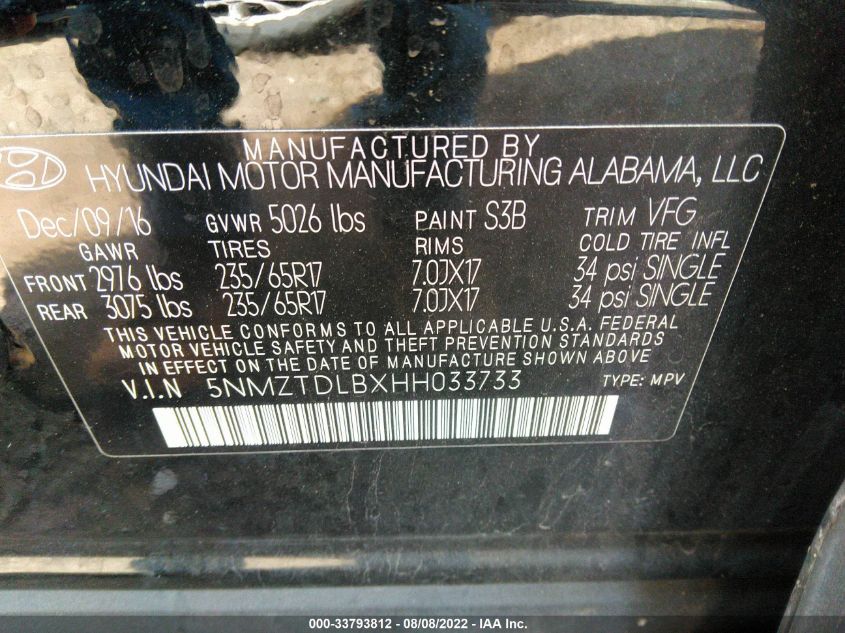 MANUFACTURED BY
HYUNDAI MOTOR MANUFACTURING ALABAMA, LLC
Dec/09/16 GVWR 5026 lbs PAINT S3B TRIM VFG
GAWR TIRES RIMS COLD TIRE INFL
FRONT 2976 lbs 235/65R17 7.0JX17 34 psi SINGLE
REAR 3075 lbs 235/65R17 7.0JX17 34 psi SINGLE
THIS VEHICLE CONFORMS TO ALL APPLICABLE U.S.A. FEDERAL
MOTOR VEHICLE SAFETY AND THEFT PREVENTION STANDARDS
IN EFFECT ON THE DATE OF MANUFACTURE SHOWN ABOVE
V.I.N 5NMZTDLBXHH033733 TYPE: MPV
000-33793812 - 08/08/2022 - IAA Inc.